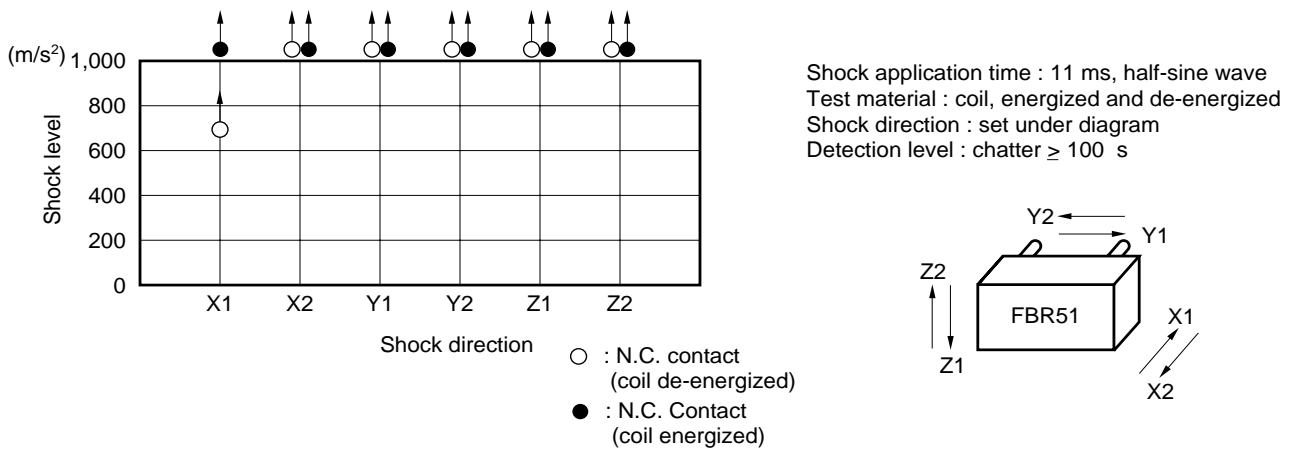 (m/s²)
1,000
800
600
400
200
0
Shock level
X1 X2 Y1 Y2 Z1 Z2
Shock direction
○ : N.C. contact
(coil de-energized)
● : N.C. Contact
(coil energized)
Shock application time : 11 ms, half-sine wave
Test material : coil, energized and de-energized
Shock direction : set under diagram
Detection level : chatter ≥ 100 s
Y2
Y1
Z2
Z1
FBR51
X1
X2